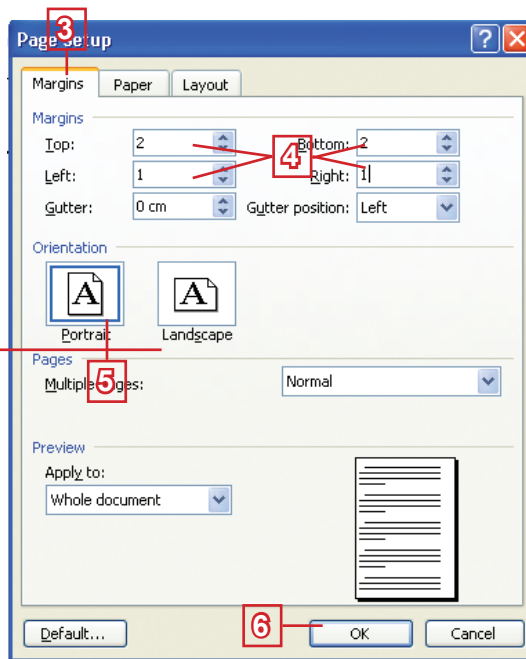 Page Setup
3
Margins Paper Layout
Margins
Top: 2 Bottom: 2
4
Left: 1 Right: 1
Gutter: 0 cm Gutter position: Left
Orientation
A A
Portrait Landscape
5
Pages
Multiple pages: Normal
Preview
Apply to:
Whole document
6
Default... OK Cancel